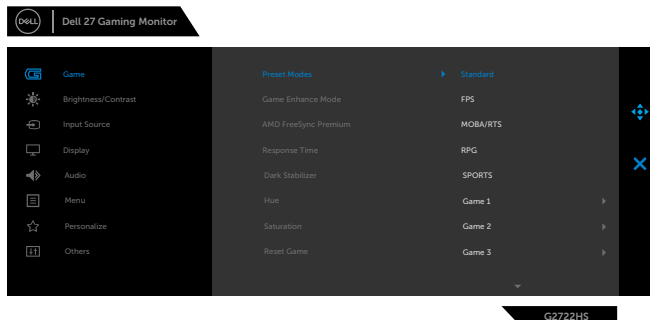 DELL
Dell 27 Gaming Monitor
Game
Preset Modes
Standard
Brightness/Contrast
Game Enhance Mode
FPS
Input Source
AMD FreeSync Premium
MOBA/RTS
Display
Response Time
RPG
Audio
Dark Stabilizer
SPORTS
Menu
Hue
Game 1
Personalize
Saturation
Game 2
Others
Reset Game
Game 3
G2722HS